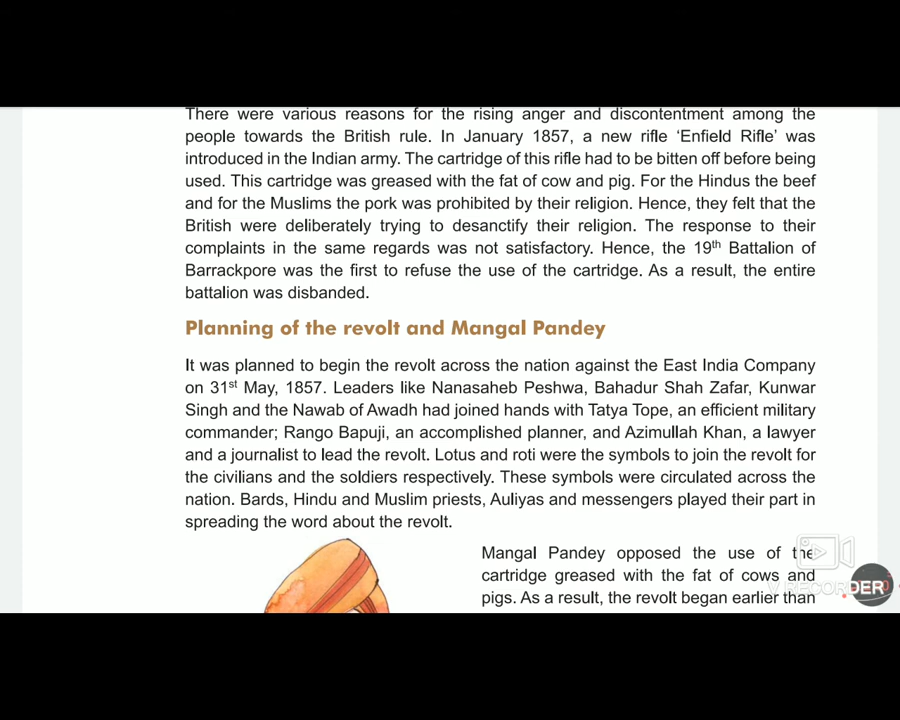 There were various reasons for the rising anger and discontentment among the
people towards the British rule. In January 1857, a new rifle ‘Enfield Rifle’ was
introduced in the Indian army. The cartridge of this rifle had to be bitten off before being
used. This cartridge was greased with the fat of cow and pig. For the Hindus the beef
and for the Muslims the pork was prohibited by their religion. Hence, they felt that the
British were deliberately trying to desanctify their religion. The response to their
complaints in the same regards was not satisfactory. Hence, the 19th Battalion of
Barrackpore was the first to refuse the use of the cartridge. As a result, the entire
battalion was disbanded.
Planning of the revolt and Mangal Pandey
It was planned to begin the revolt across the nation against the East India Company
on 31st May, 1857. Leaders like Nanasaheb Peshwa, Bahadur Shah Zafar, Kunwar
Singh and the Nawab of Awadh had joined hands with Tatya Tope, an efficient military
commander; Rango Bapuji, an accomplished planner, and Azimullah Khan, a lawyer
and a journalist to lead the revolt. Lotus and roti were the symbols to join the revolt for
the civilians and the soldiers respectively. These symbols were circulated across the
nation. Bards, Hindu and Muslim priests, Auliyas and messengers played their part in
spreading the word about the revolt.
Mangal Pandey opposed the use of the
cartridge greased with the fat of cows and
pigs. As a result, the revolt began earlier than
V RECORDER